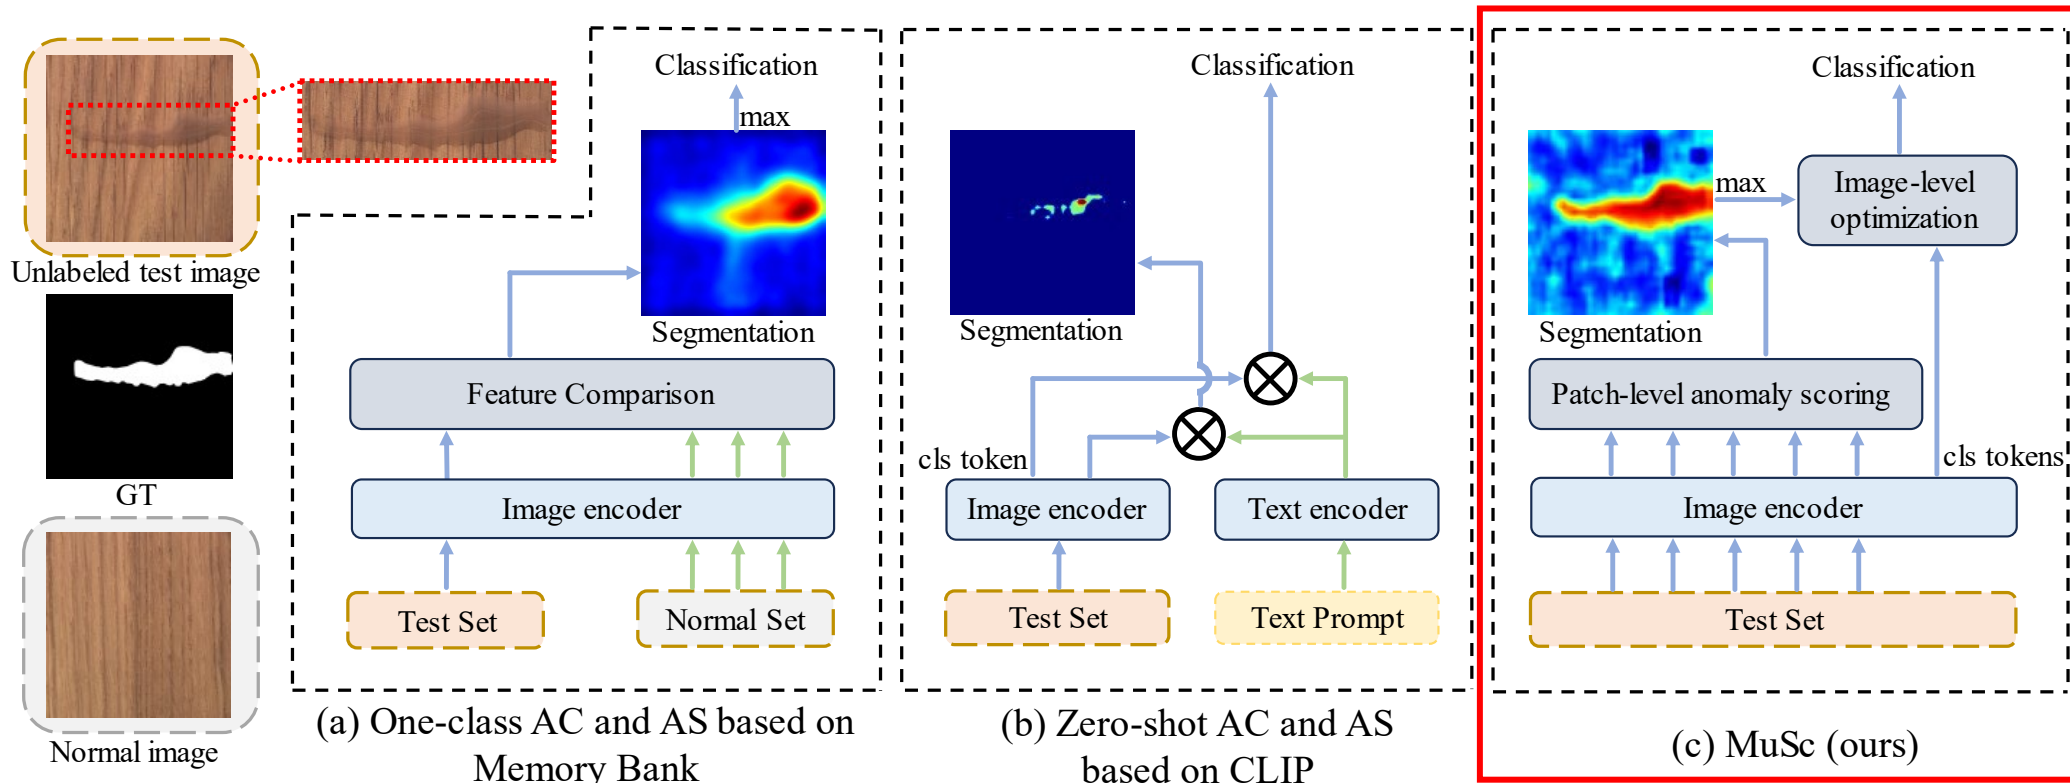 Unlabeled test image
GT
Normal image
Classification
max
Segmentation
Feature Comparison
Image encoder
Test Set
Normal Set
(a) One-class AC and AS based on
Memory Bank
Classification
Segmentation
cls token
Image encoder
Text encoder
Test Set
Text Prompt
(b) Zero-shot AC and AS
based on CLIP
Classification
max
Image-level
optimization
Segmentation
Patch-level anomaly scoring
cls tokens
Image encoder
Test Set
(c) MuSc (ours)